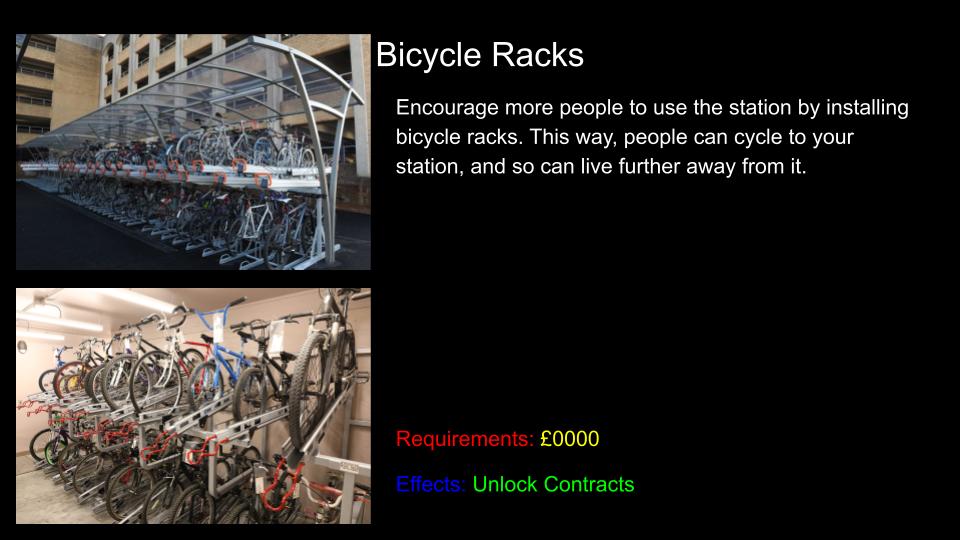 Bicycle Racks
Encourage more people to use the station by installing
bicycle racks. This way, people can cycle to your
station, and so can live further away from it.
Requirements: £0000
Effects: Unlock Contracts